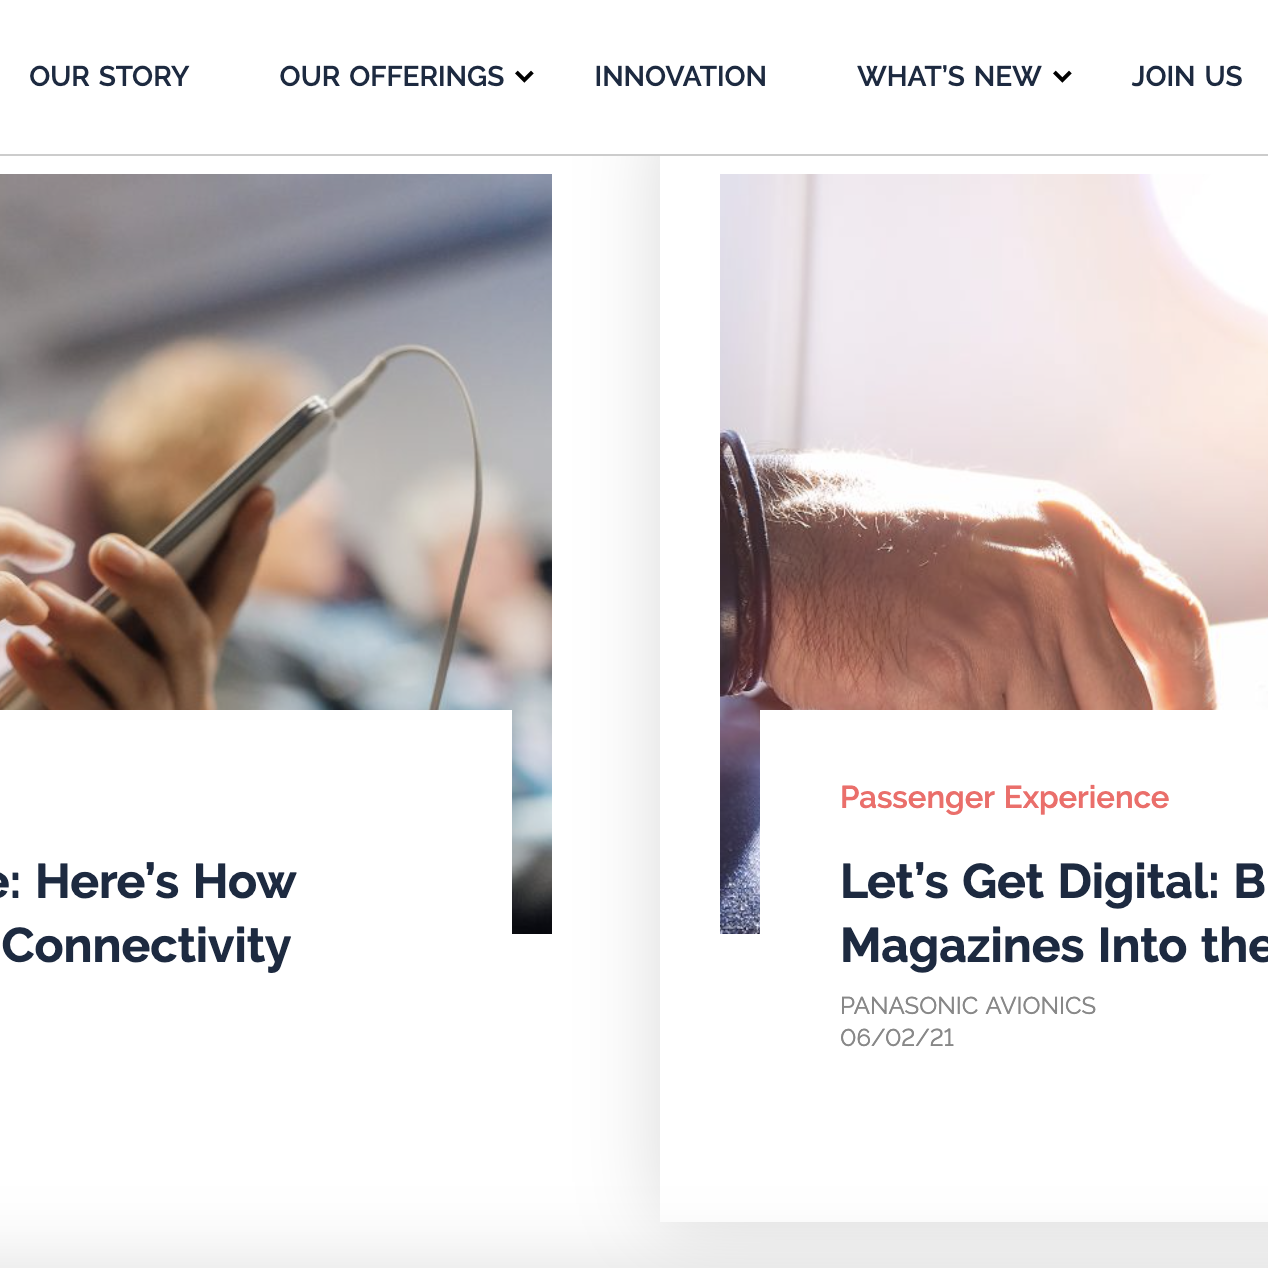 OUR STORY OUR OFFERINGS INNOVATION WHAT'S NEW JOIN US
: Here's How
Connectivity
Passenger Experience
Let's Get Digital: B
Magazines Into the
PANASONIC AVIONICS
06/02/21